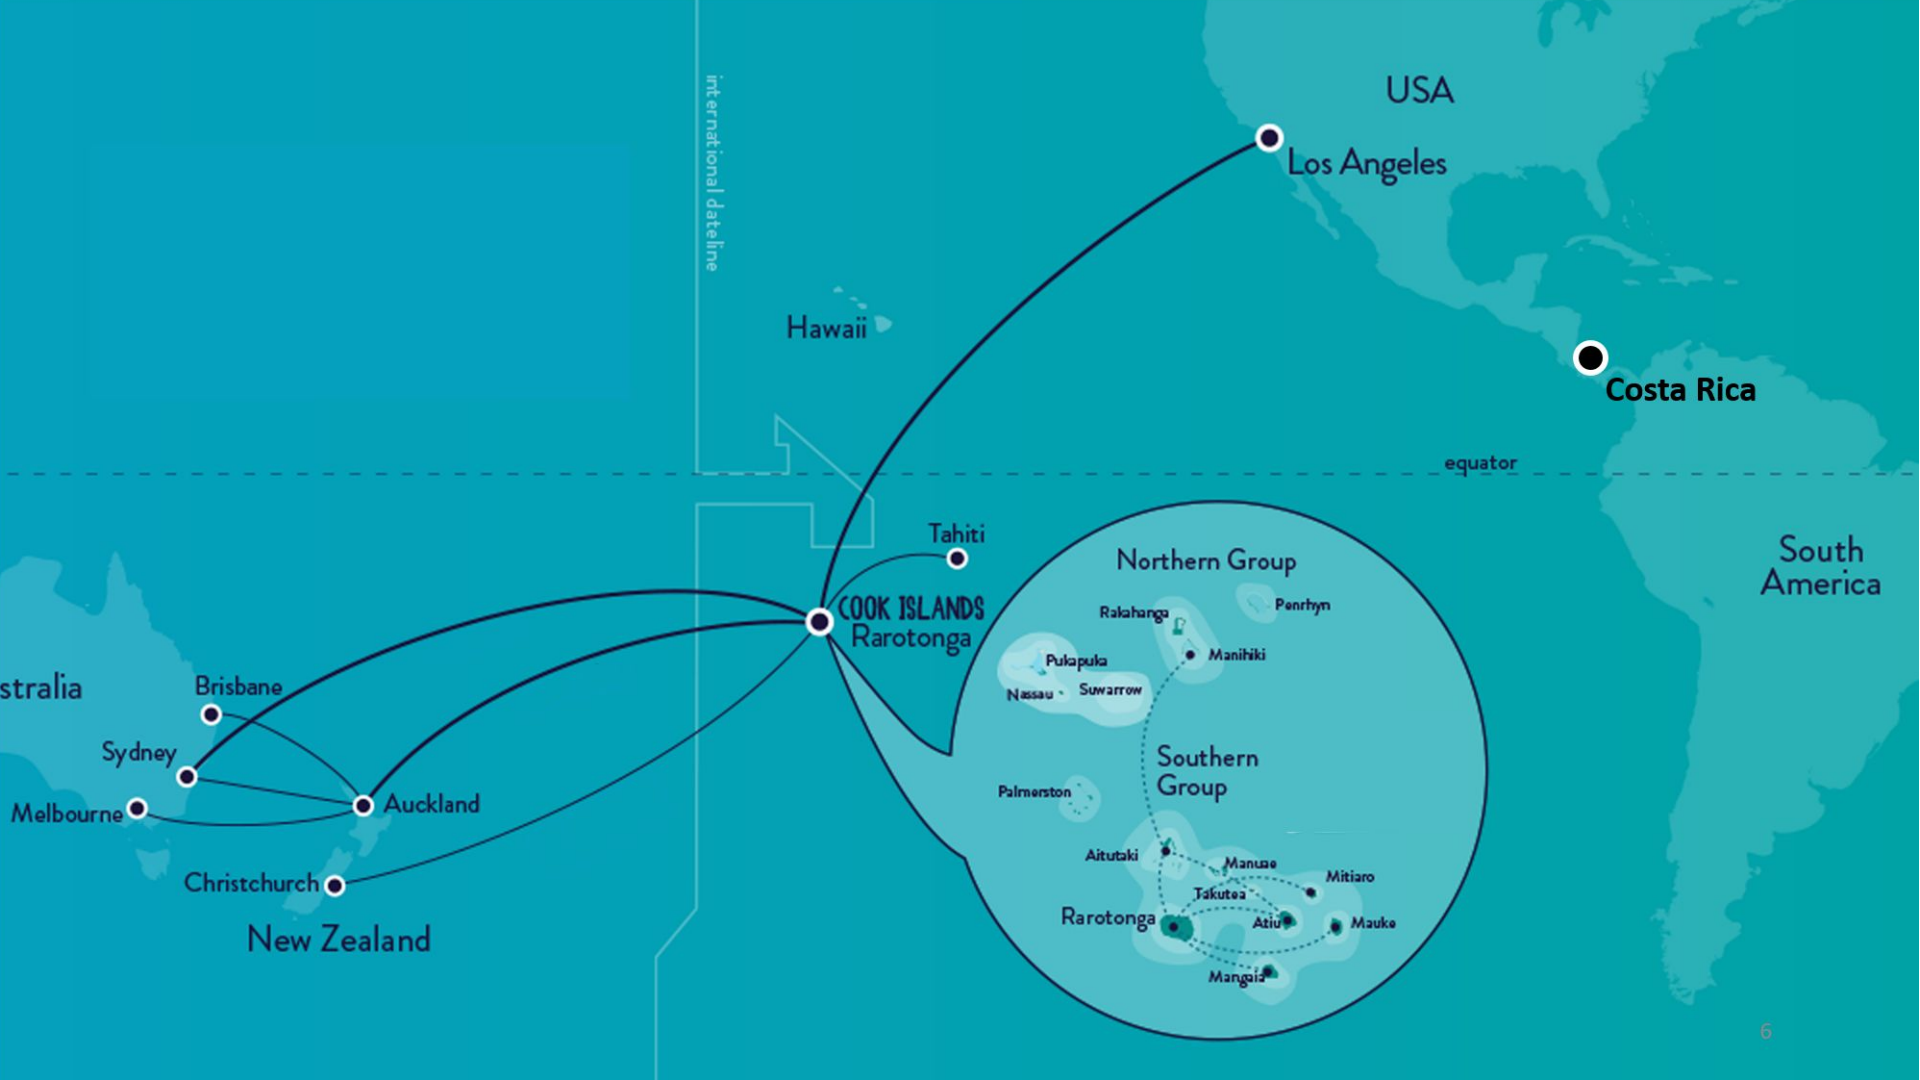 USA
Los Angeles
international dateline
Hawaii
Costa Rica
equator
Tahiti
COOK ISLANDS
Rarotonga
South
America
Northern Group
Rakahanga
Penrhyn
Manihiki
Pukapuka
Nassau
Suwarrow
Southern
Group
Palmerston
Aitutaki
Manuae
Mitiaro
Takutea
Rarotonga
Atiu
Mauke
Mangaia
stralia
Brisbane
Sydney
Melbourne
Auckland
Christchurch
New Zealand
6